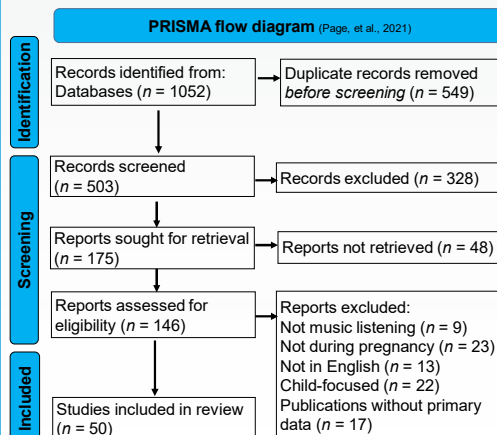 PRISMA flow diagram (Page, et al., 2021)
Identification
Records identified from:
Databases (n = 1052)
Duplicate records removed
before screening (n = 549)
Screening
Records screened
(n = 503)
Records excluded (n = 328)
Reports sought for retrieval
(n = 175)
Reports not retrieved (n = 48)
Reports assessed for
eligibility (n = 146)
Reports excluded:
Not music listening (n = 9)
Not during pregnancy (n = 23)
Not in English (n = 13)
Child-focused (n = 22)
Publications without primary
data (n = 17)
Included
Studies included in review
(n = 50)